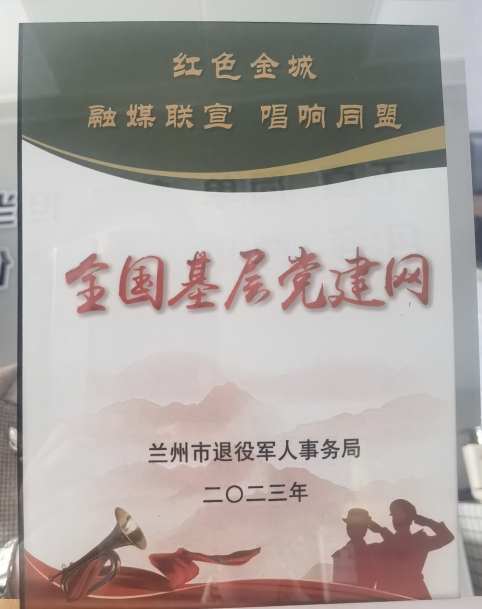 红色金城
融媒联宣 唱响同盟
全国基层党建网
兰州市退役军人事务局
二〇二三年